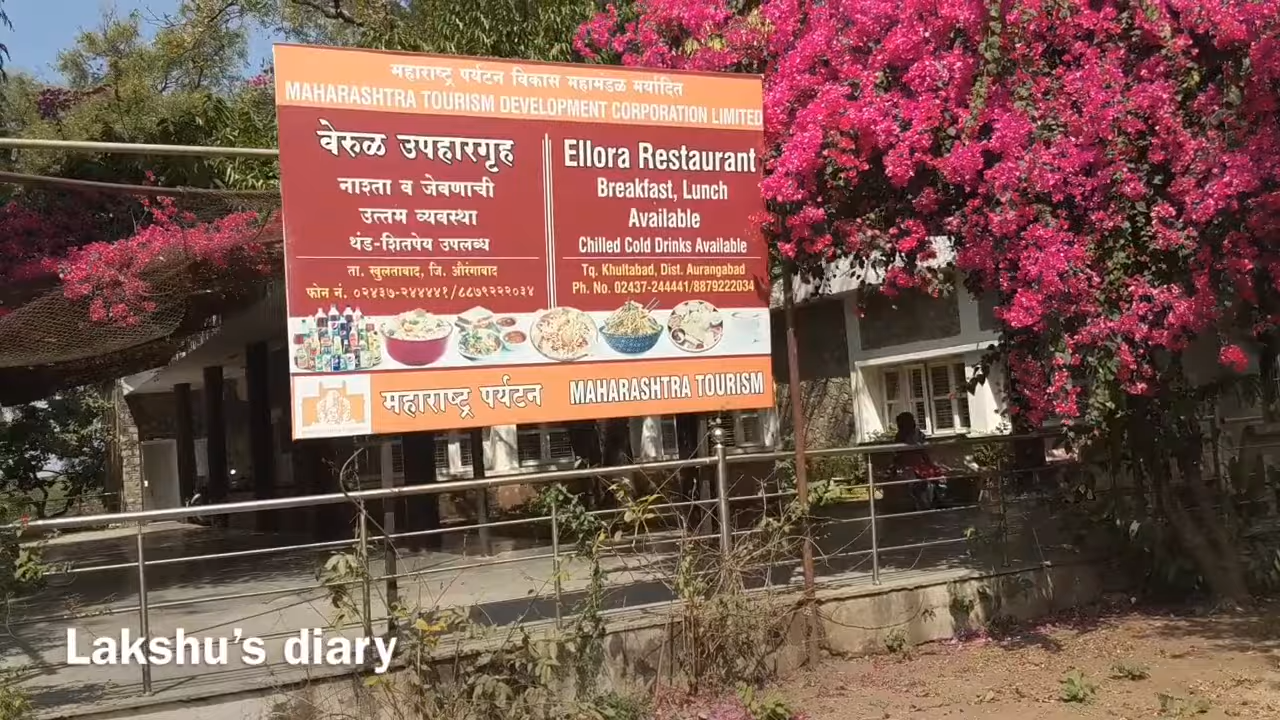 महाराष्ट्र पर्यटन विकास महामंडळ मर्यादित
MAHARASHTRA TOURISM DEVELOPMENT CORPORATION LIMITED
वेरुळ उपहारगृह
नाश्ता व जेवणाची
उत्तम व्यवस्था
थंड-शितपेय उपलब्ध
ता. खुलताबाद, जि. औरंगाबाद
फोन नं. ०२४३७-२४४४४१/८८७९२२२०३४
Ellora Restaurant
Breakfast, Lunch
Available
Chilled Cold Drinks Available
Tq. Khultabad, Dist. Aurangabad
Ph. No. 02437-244441/8879222034
महाराष्ट्र पर्यटन MAHARASHTRA TOURISM
Lakshu's diary